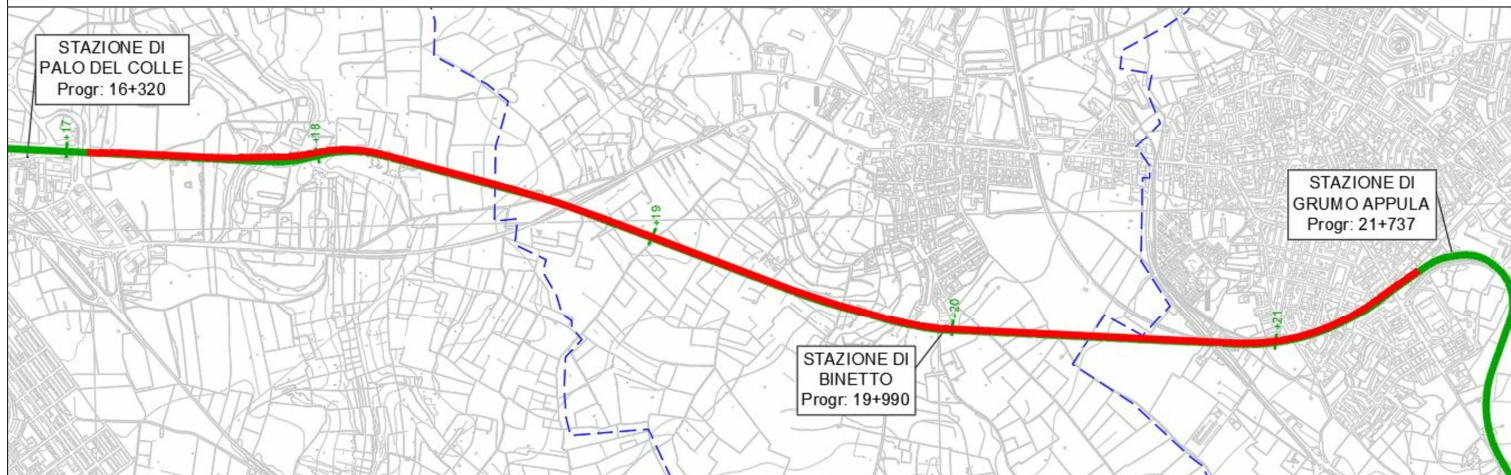 STAZIONE DI
PALO DEL COLLE
Progr: 16+320
+17
+18
+19
STAZIONE DI
GRUMO APPULA
Progr: 21+737
+20
+21
STAZIONE DI
BINETTO
Progr: 19+990